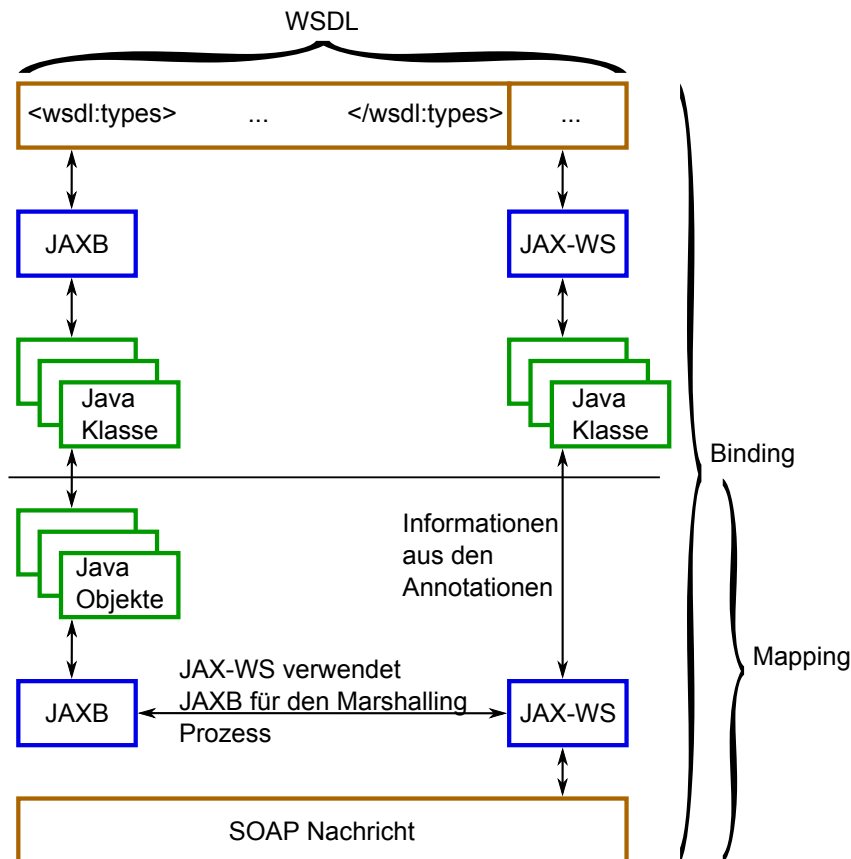 WSDL
<wsdl:types> ... </wsdl:types> ...
JAXB
JAX-WS
Java
Klasse
Java
Klasse
Binding
Informationen
aus den
Annotationen
Java
Objekte
Mapping
JAX-WS verwendet
JAXB für den Marshalling
Prozess
JAXB
JAX-WS
SOAP Nachricht